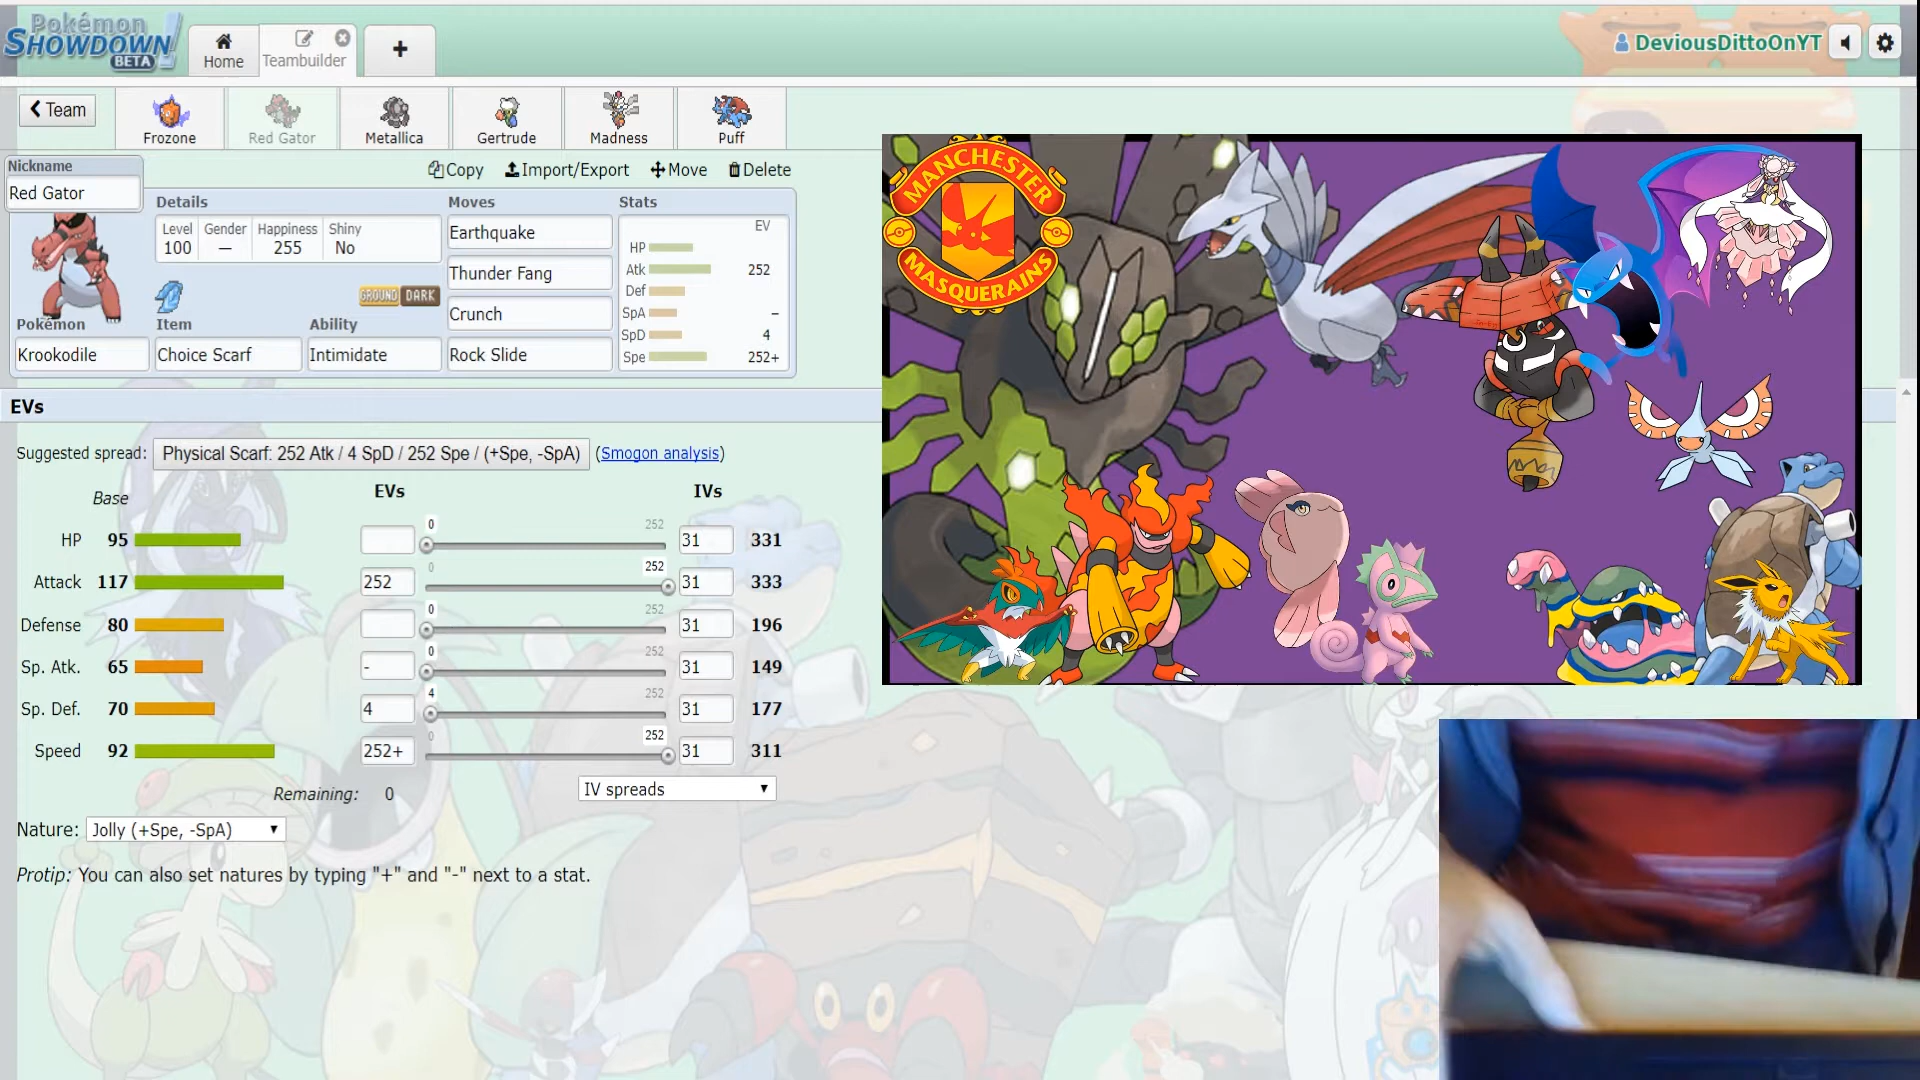 Pokémon
SHOWDOWN!
BETA
Home
Teambuilder
+
DeviousDittoOnYT
Team
Frozone
Red Gator
Metallica
Gertrude
Madness
Puff
Nickname
Red Gator
Copy
Import/Export
Move
Delete
Details
Moves
Stats
Level
100
Gender
—
Happiness
255
Shiny
No
Earthquake
Thunder Fang
Crunch
Rock Slide
EV
HP
Atk 252
Def
SpA –
SpD 4
Spe 252+
GROUND DARK
Pokémon
Krookodile
Item
Choice Scarf
Ability
Intimidate
EVs
Suggested spread: Physical Scarf: 252 Atk / 4 SpD / 252 Spe / (+Spe, -SpA) (Smogon analysis)
Base EVs IVs
0 252
HP 95 31 331
0 252
Attack 117 252 31 333
0 252
Defense 80 31 196
0 252
Sp. Atk. 65 - 31 149
4 252
Sp. Def. 70 4 31 177
0 252
Speed 92 252+ 31 311
Remaining: 0
IV spreads
Nature: Jolly (+Spe, -SpA)
Protip: You can also set natures by typing "+" and "-" next to a stat.
MANCHESTER
MASQUERAINS